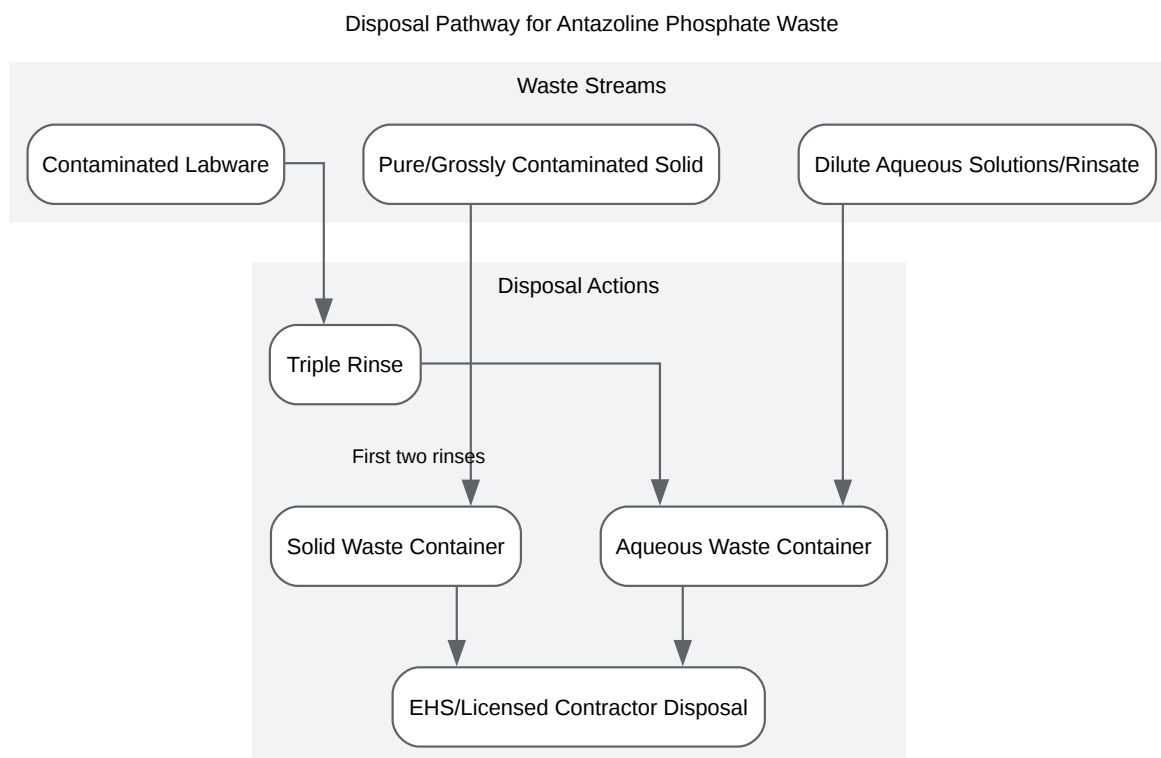 Disposal Pathway for Antazoline Phosphate Waste
Waste Streams
Contaminated Labware
Pure/Grossly Contaminated Solid
Dilute Aqueous Solutions/Rinsate
Disposal Actions
Triple Rinse
First two rinses
Solid Waste Container
Aqueous Waste Container
EHS/Licensed Contractor Disposal